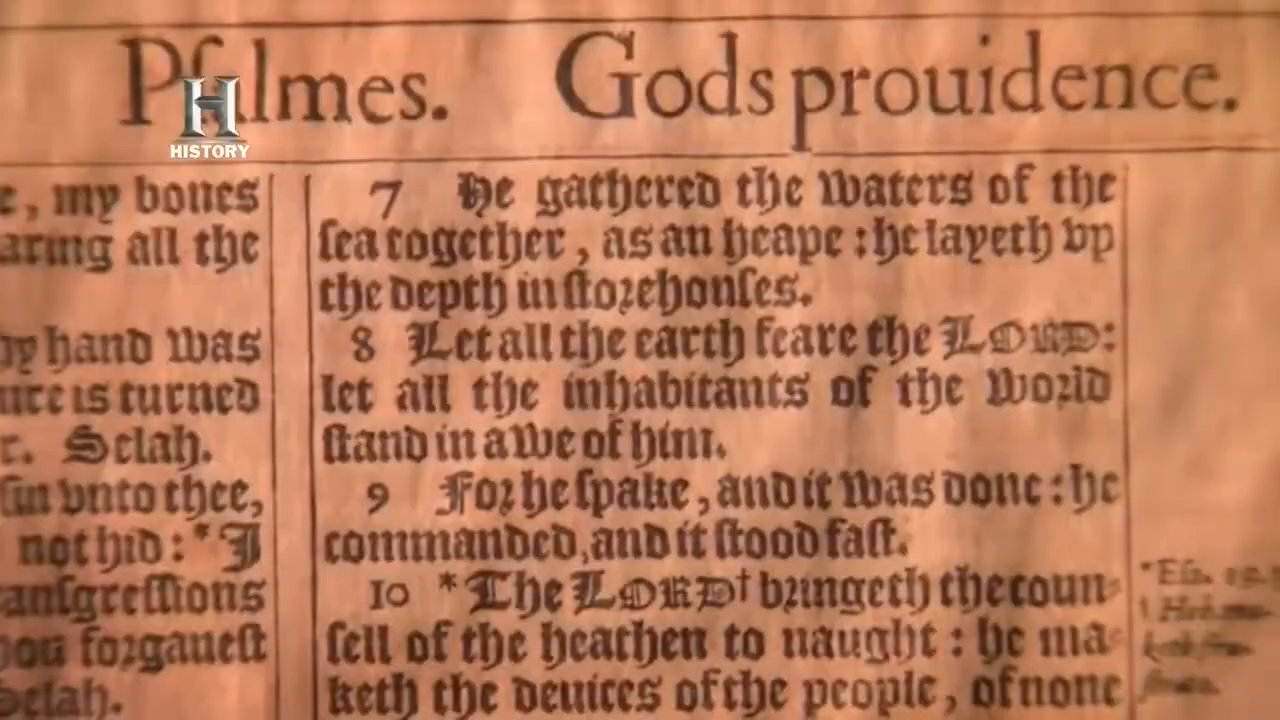 Psalmes. Gods prouidence.
HISTORY
e, my bones
aring all the
hand was
is turned
r. Selah.
sin vnto thee,
not hid: * I
ansgressions
forgauest
Selah.
7 He gathered the waters of the
sea together, as an heape: he layeth vp
the depth in storehouses.
8 Let all the earth feare the LORD:
let all the inhabitants of the world
stand in awe of him.
9 For he spake, and it was done: he
commanded, and it stood fast.
10 * The LORD † bringeth the coun-
sell of the heathen to naught: he ma-
keth the deuices of the people, of none